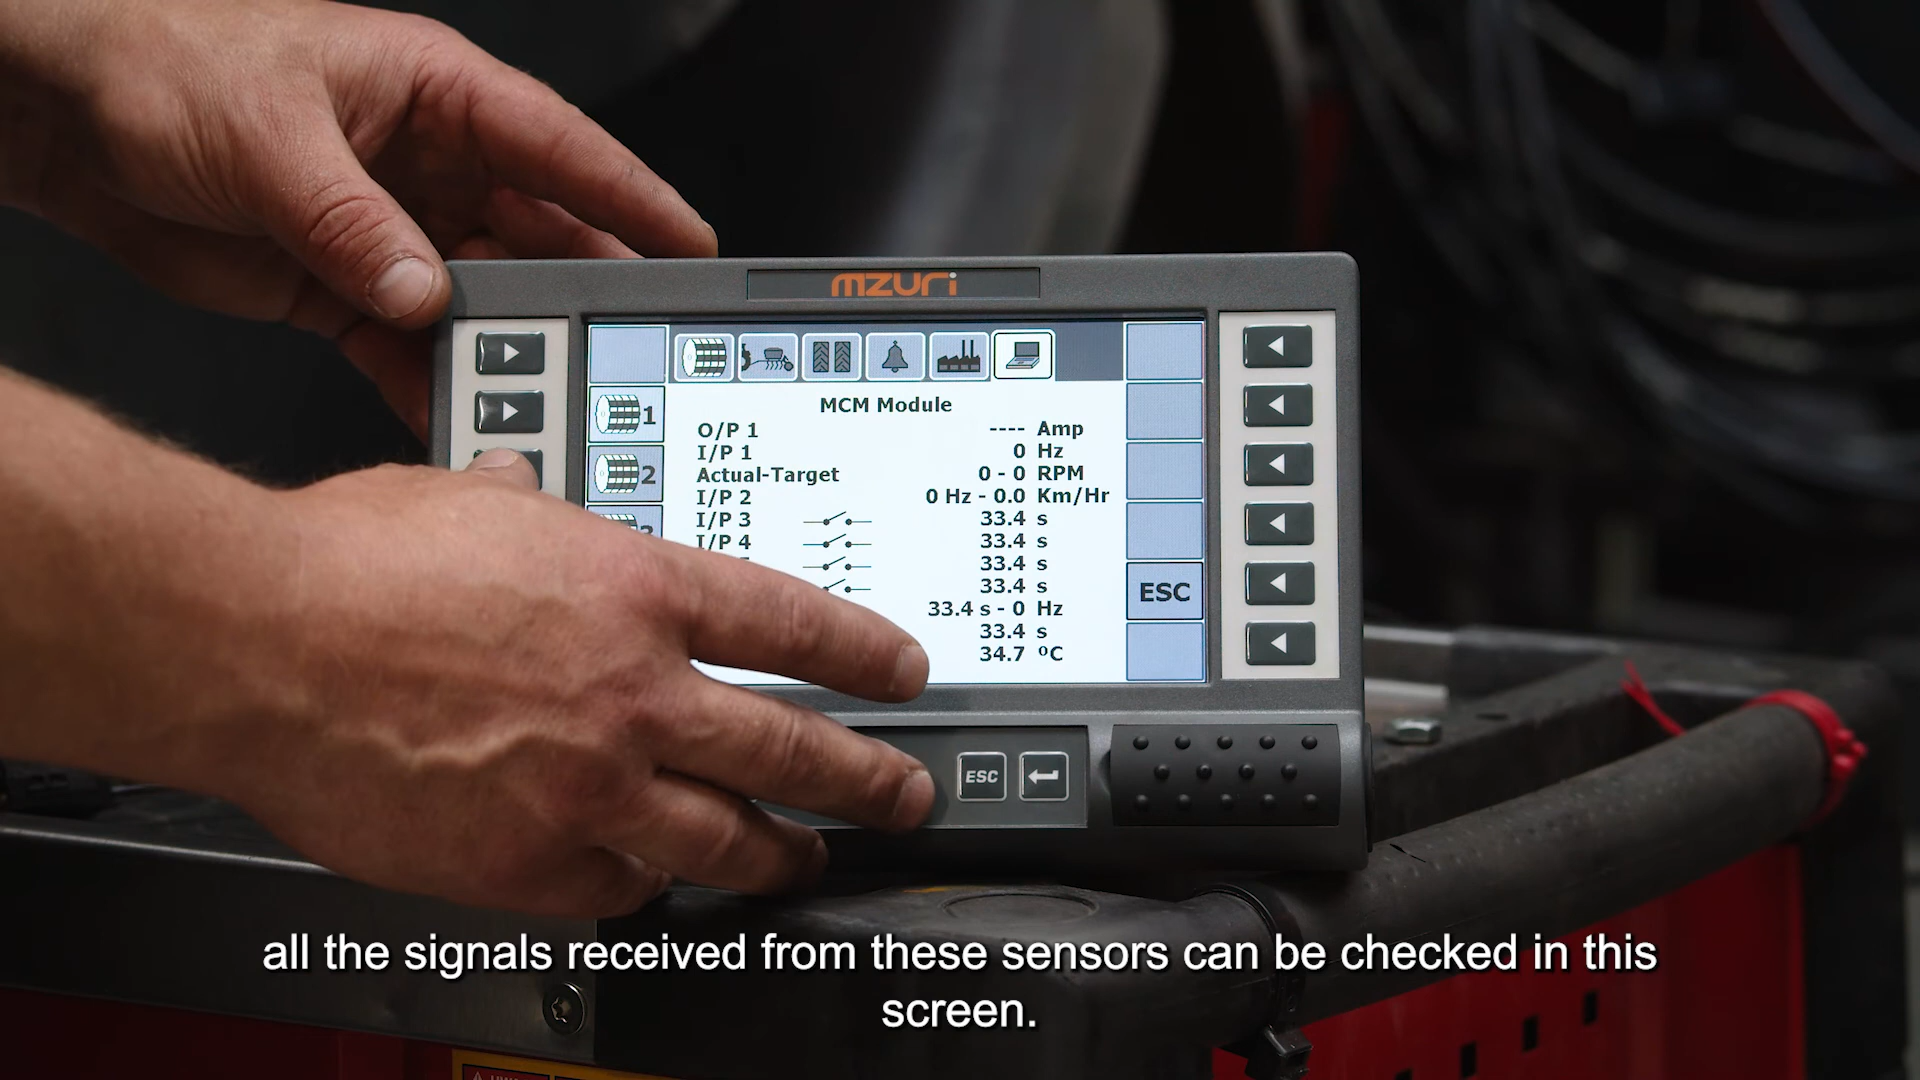 mzuri
MCM Module
O/P 1 ---- Amp
I/P 1 0 Hz
1
Actual-Target 0 - 0 RPM
2
I/P 2 0 Hz - 0.0 Km/Hr
I/P 3 33.4 s
I/P 4 33.4 s
33.4 s
33.4 s
ESC
33.4 s - 0 Hz
33.4 s
34.7 ºC
ESC
all the signals received from these sensors can be checked in this
screen.